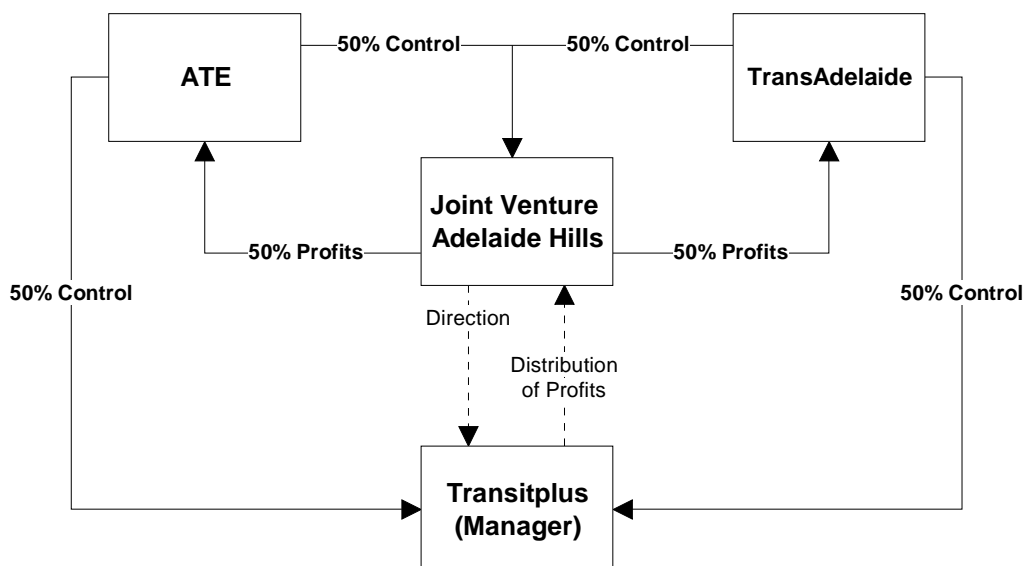 50% Control
50% Control
ATE
TransAdelaide
Joint Venture
Adelaide Hills
50% Profits
50% Profits
50% Control
50% Control
Direction
Distribution
of Profits
Transitplus
(Manager)